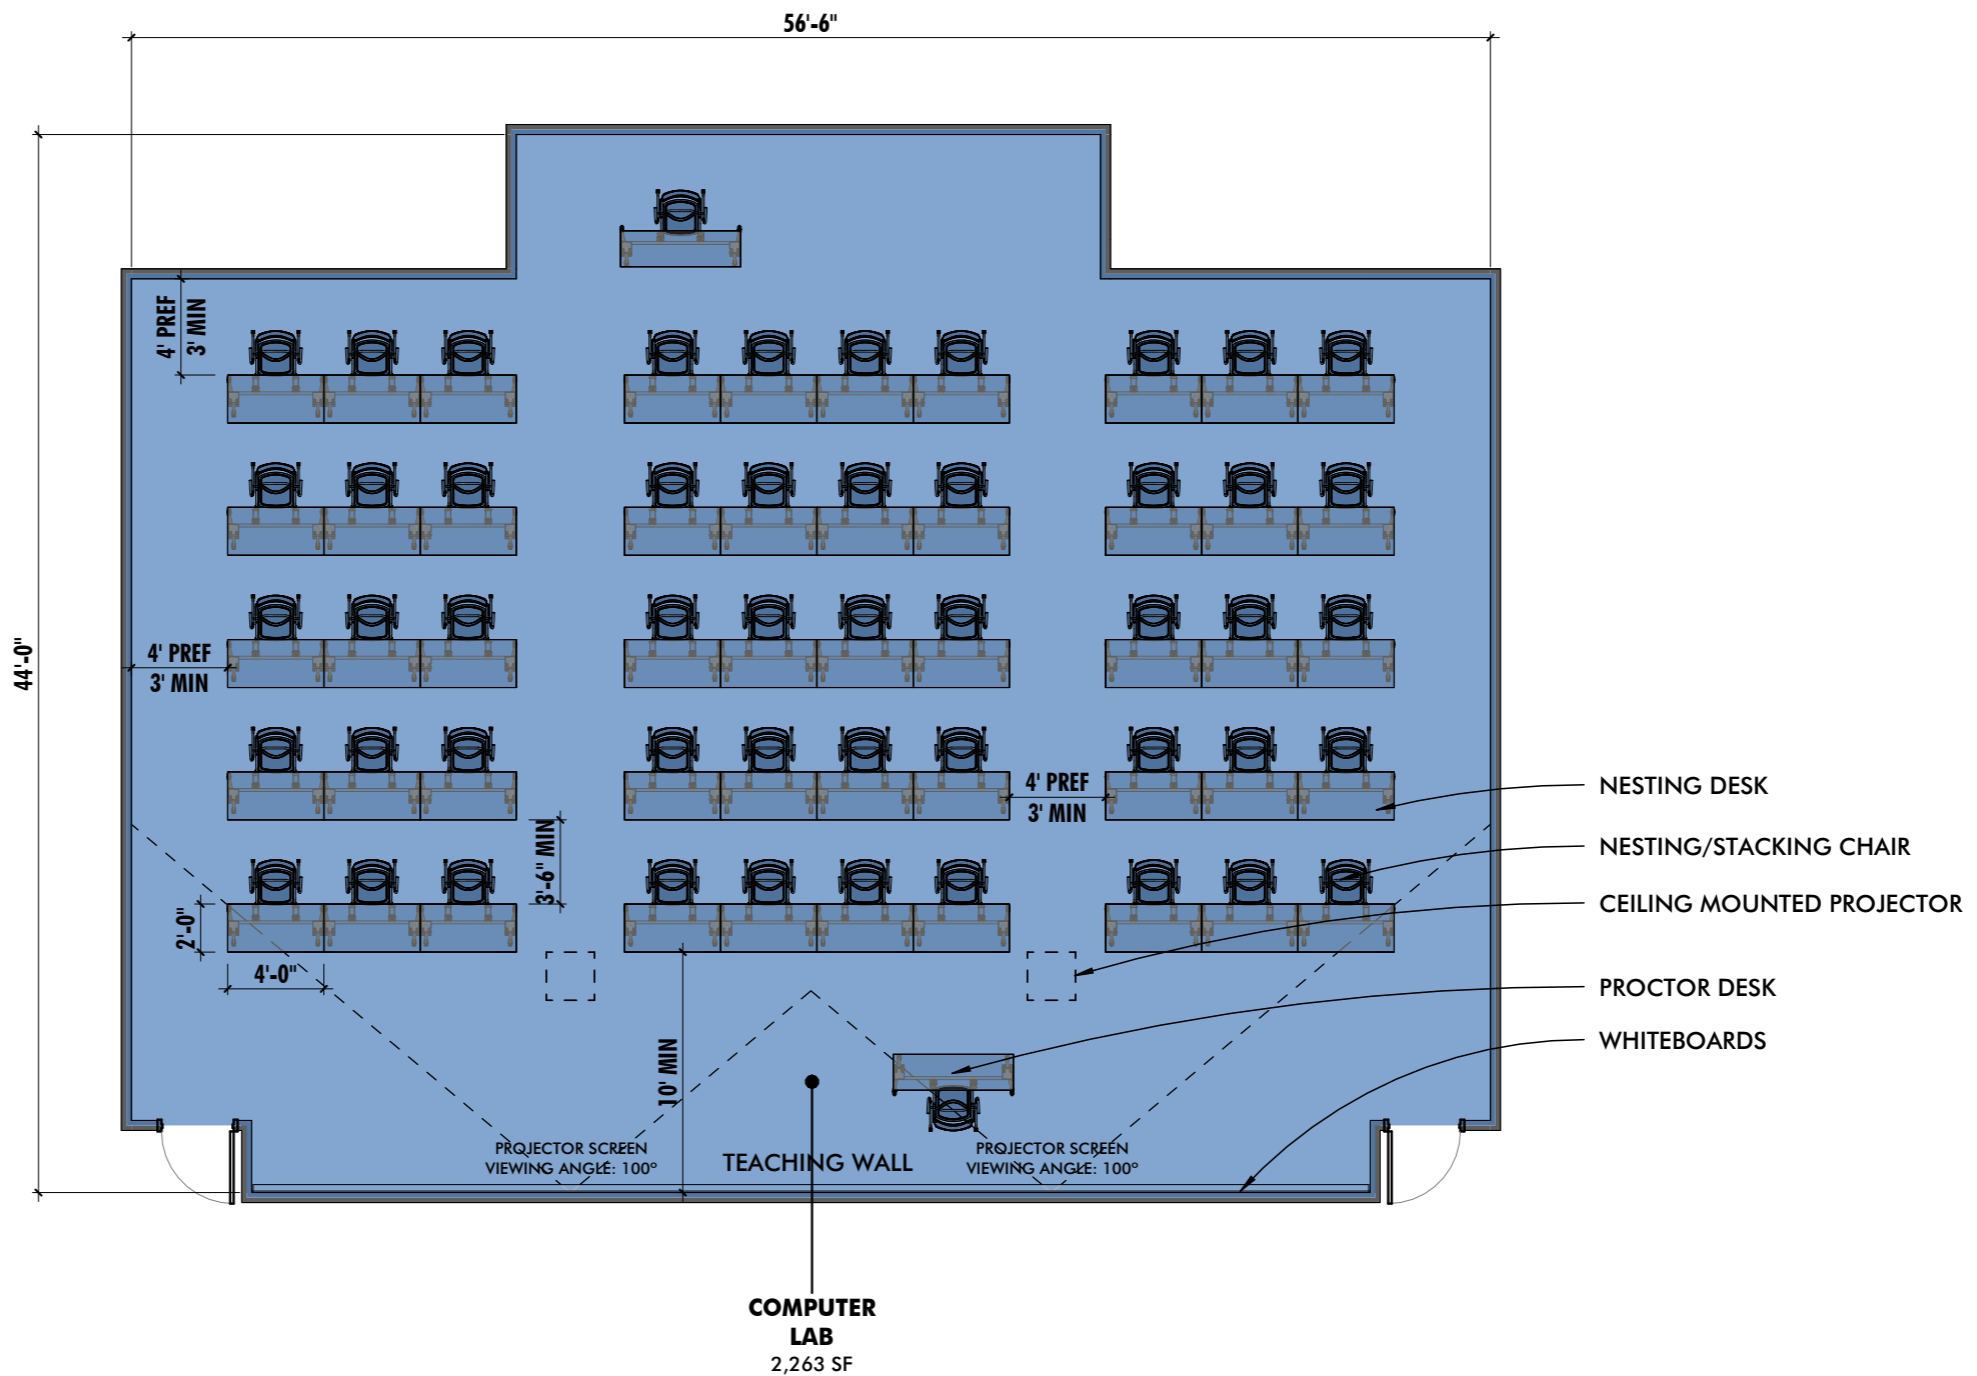 56'-6"
4' PREF
3' MIN
44'-0"
4' PREF
3' MIN
4' PREF
3' MIN
NESTING DESK
3'-6" MIN
NESTING/STACKING CHAIR
CEILING MOUNTED PROJECTOR
2'-0"
4'-0"
PROCTOR DESK
WHITEBOARDS
10' MIN
PROJECTOR SCREEN
VIEWING ANGLE: 100°
TEACHING WALL
PROJECTOR SCREEN
VIEWING ANGLE: 100°
COMPUTER
LAB
2,263 SF